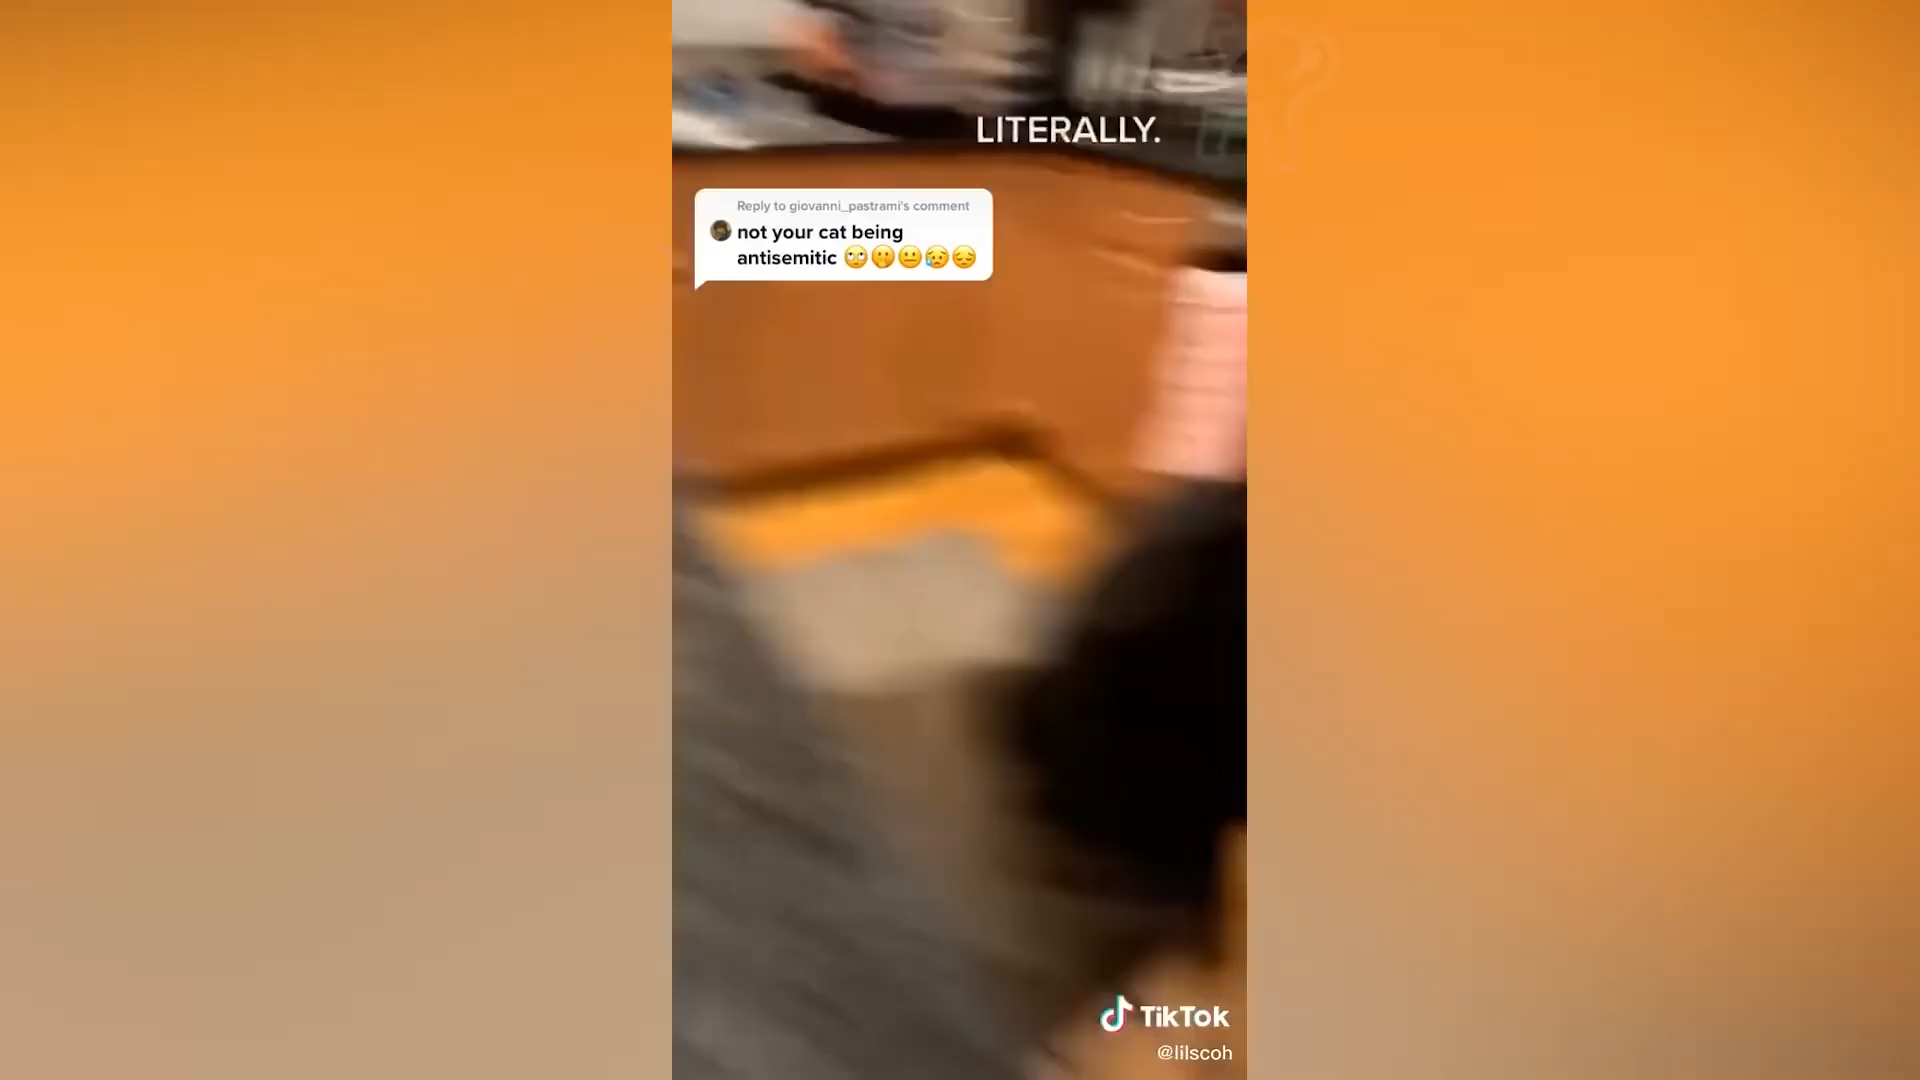 LITERALLY.
Reply to giovanni_pastrami's comment
not your cat being
antisemitic 🙄🤭😐😥😔
TikTok
@lilscoh